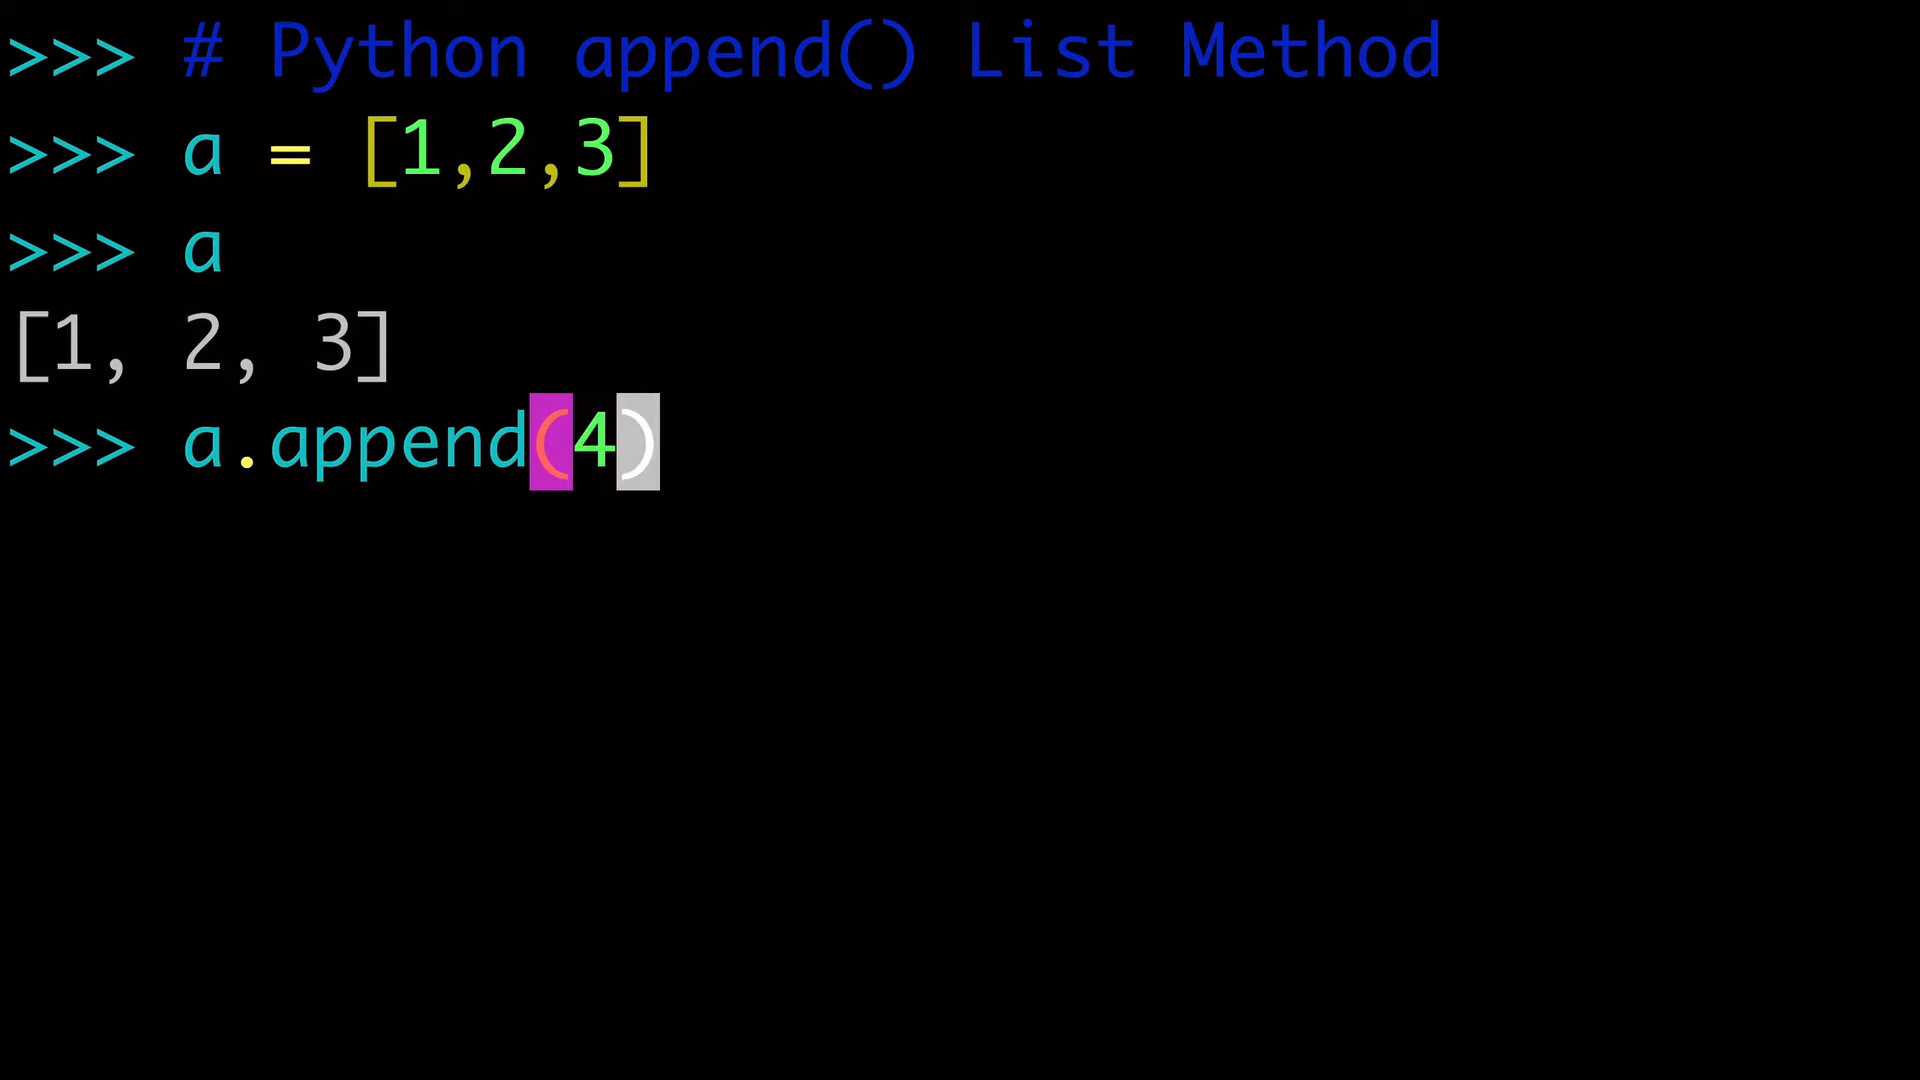 >>> # Python append() List Method
>>> a = [1,2,3]
>>> a
[1, 2, 3]
>>> a.append(4)